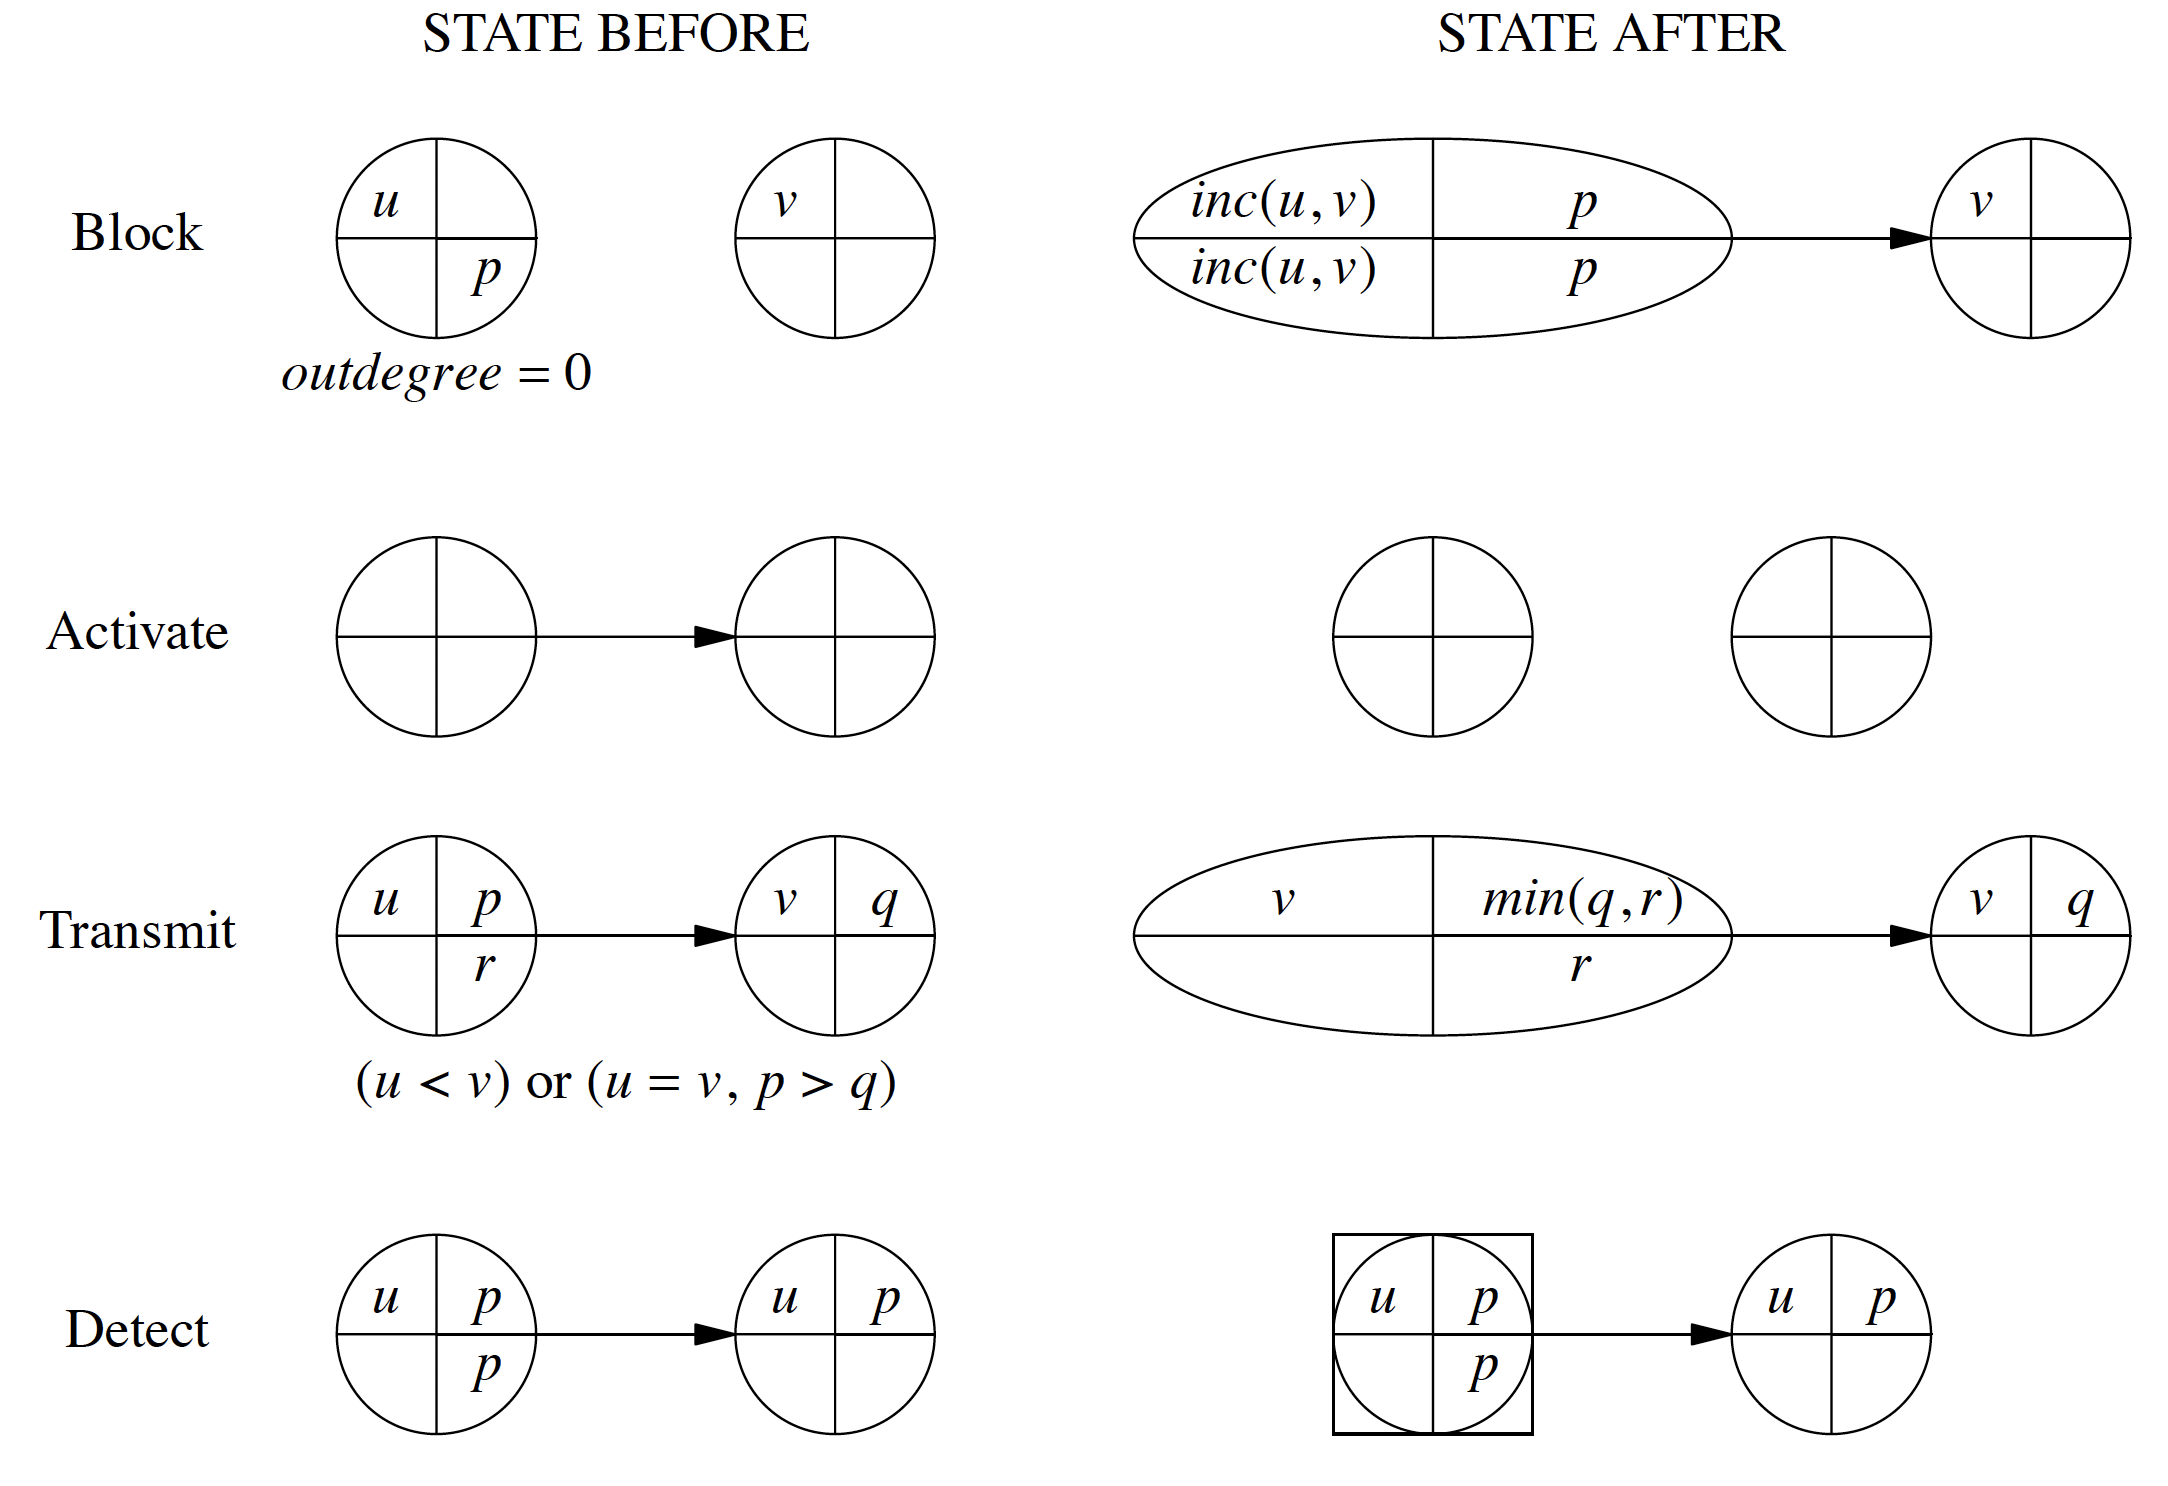 STATE BEFORE STATE AFTER
Block u v inc(u, v) p v
p inc(u, v) p
outdegree = 0
Activate
Transmit u p v q v min(q, r) v q
r r
(u < v) or (u = v, p > q)
Detect u p u p u p u p
p p